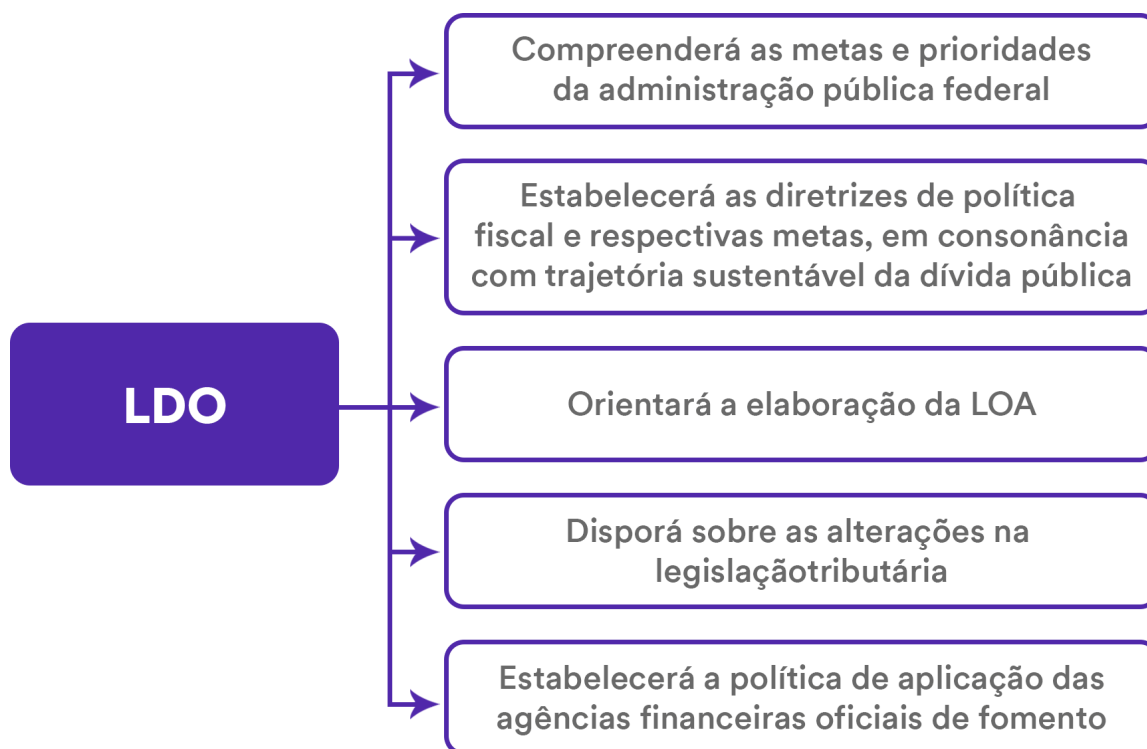 Compreenderá as metas e prioridades
da administração pública federal
Estabelecerá as diretrizes de política
fiscal e respectivas metas, em consonância
com trajetória sustentável da dívida pública
LDO
Orientará a elaboração da LOA
Disporá sobre as alterações na
legislaçãotributária
Estabelecerá a política de aplicação das
agências financeiras oficiais de fomento